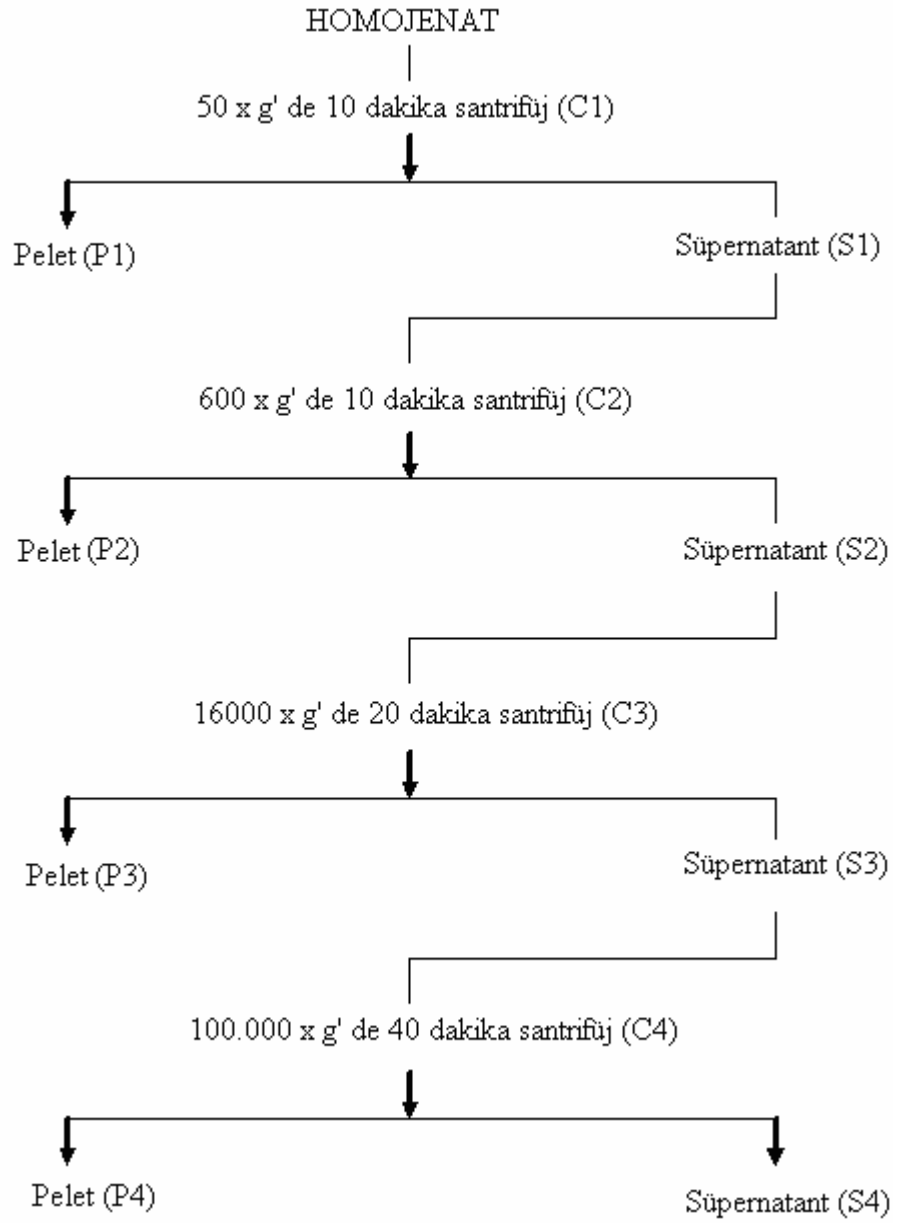 HOMOJENAT
50 x g' de 10 dakika santrifüj (C1)
Pelet (P1)
Süpernatant (S1)
600 x g' de 10 dakika santrifüj (C2)
Pelet (P2)
Süpernatant (S2)
16000 x g' de 20 dakika santrifüj (C3)
Pelet (P3)
Süpernatant (S3)
100.000 x g' de 40 dakika santrifüj (C4)
Pelet (P4)
Süpernatant (S4)